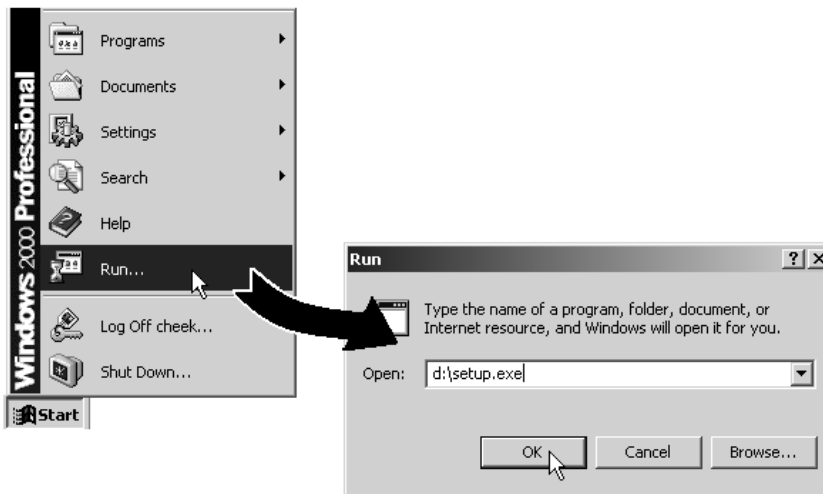 Windows 2000 Professional
Programs
Documents
Settings
Search
Help
Run...
Log Off cheek...
Shut Down...
Start
Run
Type the name of a program, folder, document, or
Internet resource, and Windows will open it for you.
Open: d:\setup.exe
OK Cancel Browse...